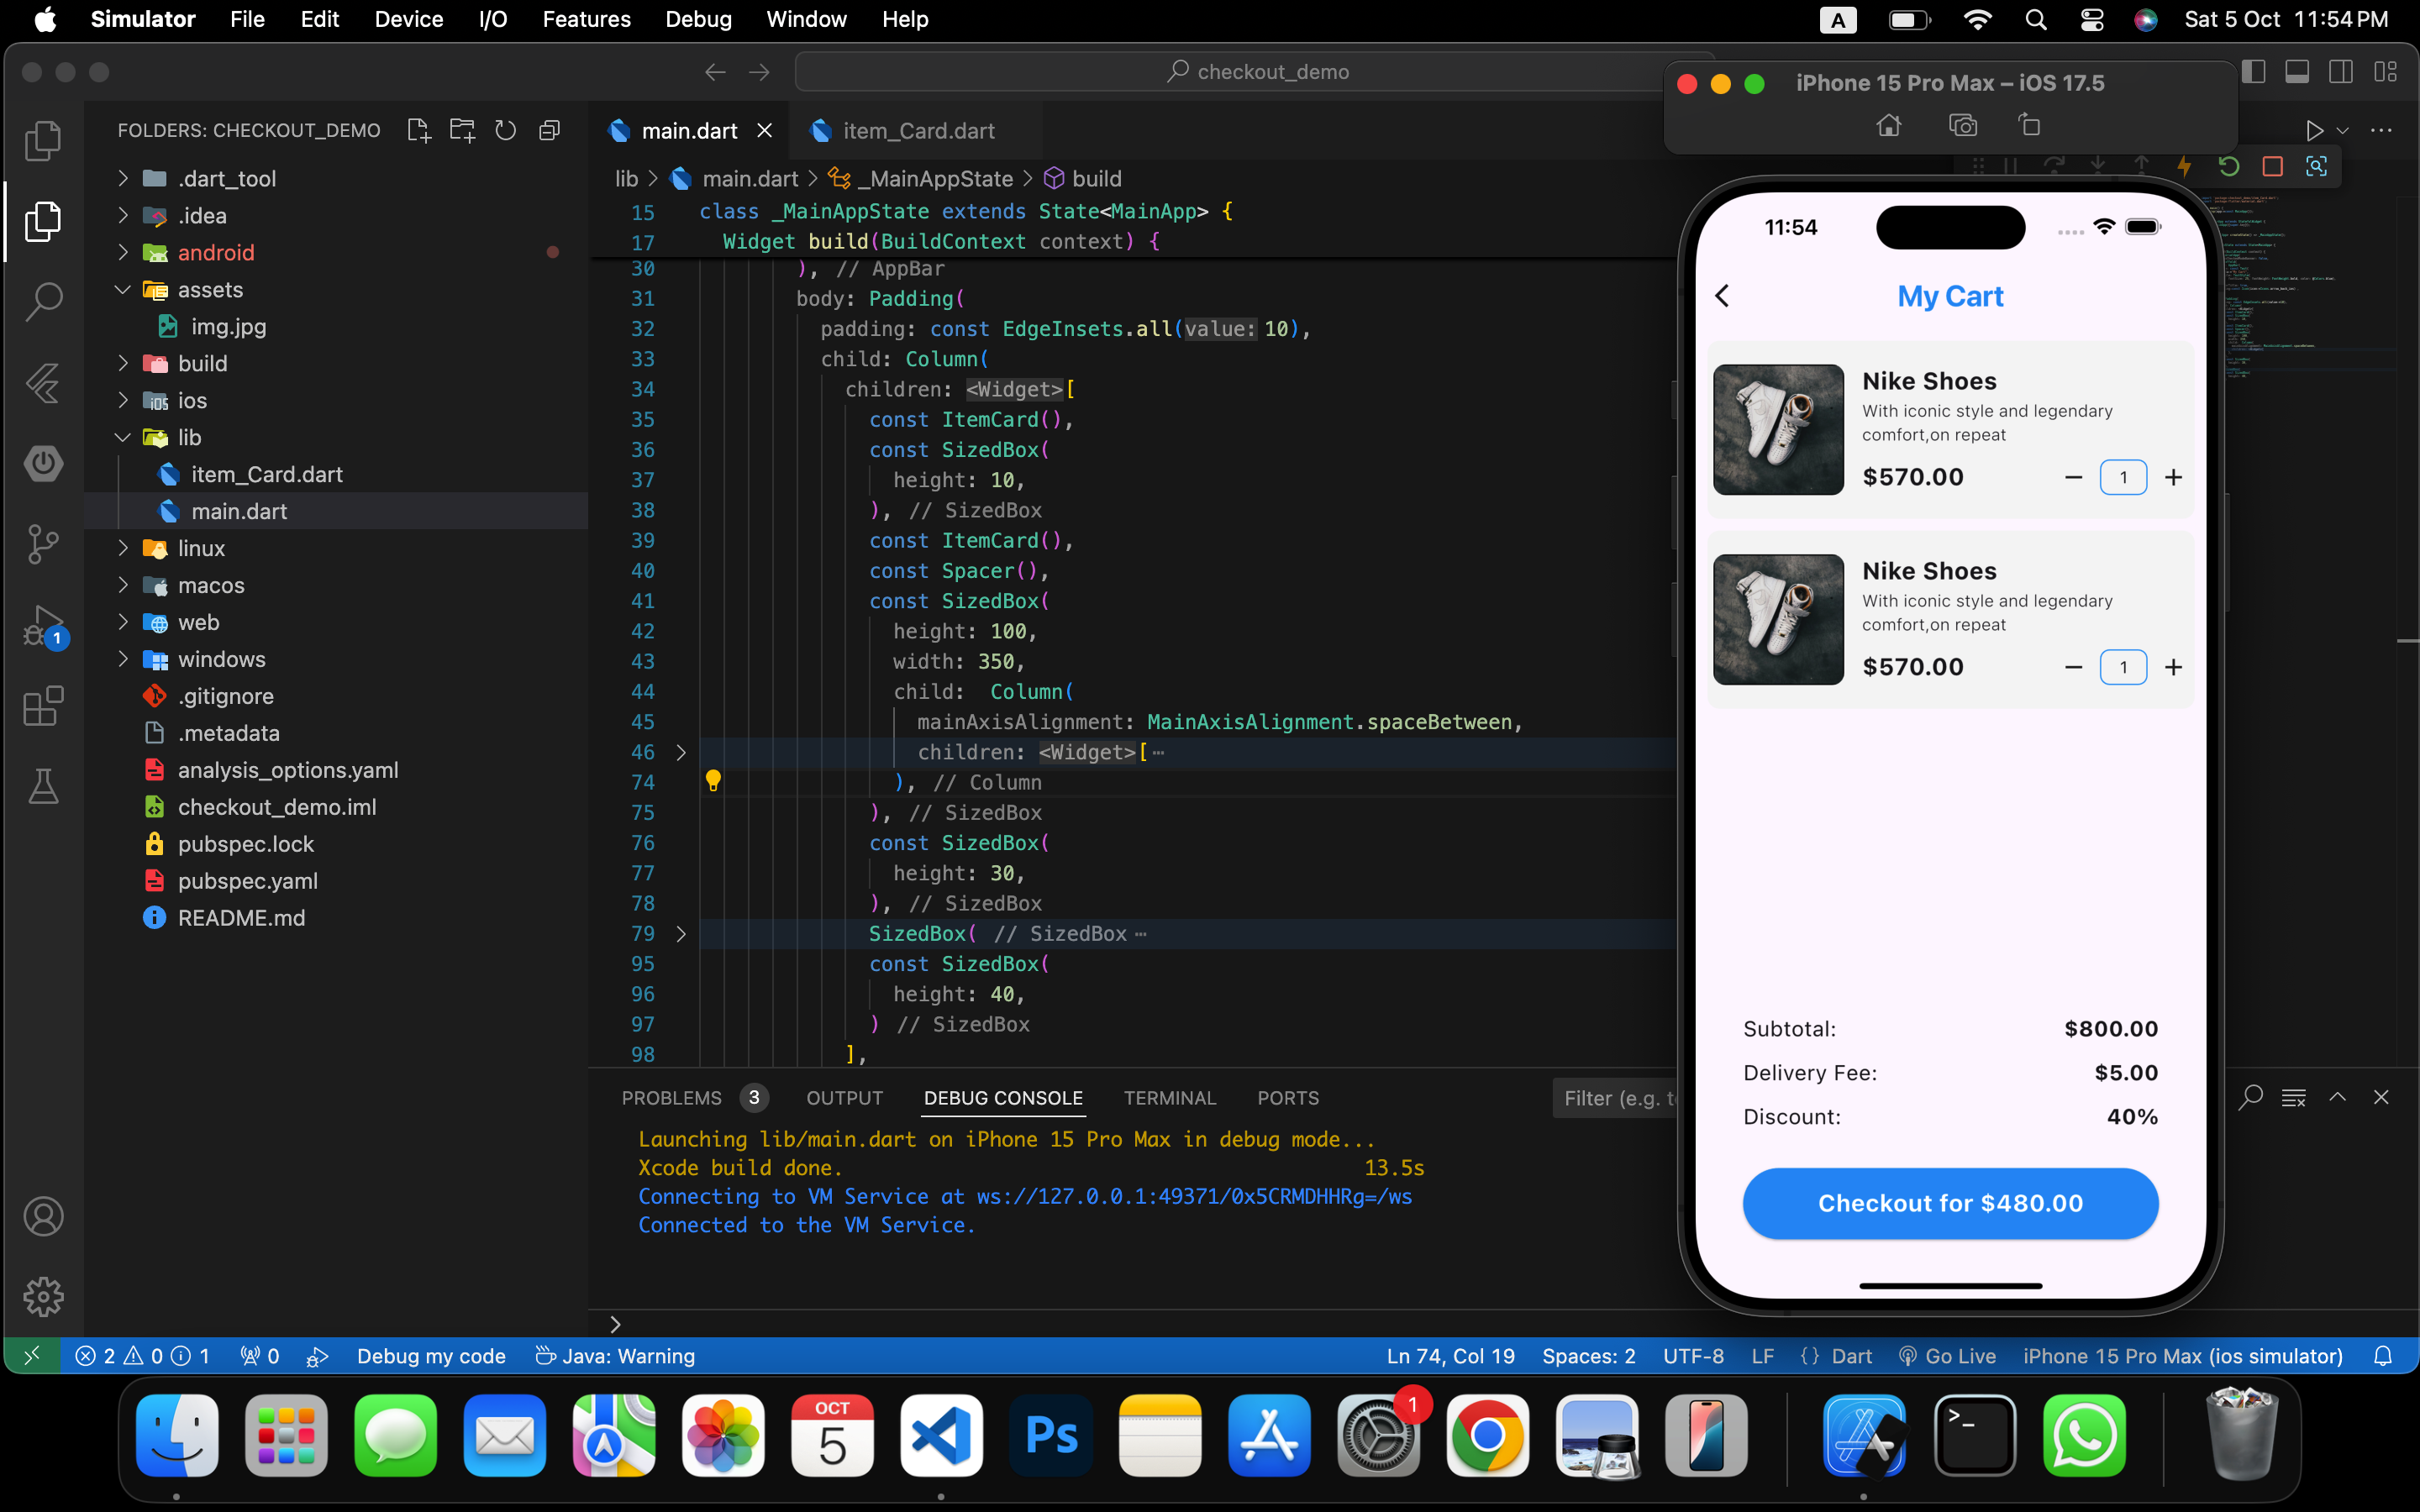 Simulator File Edit Device I/O Features Debug Window Help A Sat 5 Oct 11:54 PM
checkout_demo
iPhone 15 Pro Max – iOS 17.5
FOLDERS: CHECKOUT_DEMO
.dart_tool
.idea
android
assets
img.jpg
build
ios
lib
item_Card.dart
main.dart
linux
macos
web
windows
.gitignore
.metadata
analysis_options.yaml
checkout_demo.iml
pubspec.lock
pubspec.yaml
README.md
1
main.dart item_Card.dart
lib > main.dart > _MainAppState > build
15 class _MainAppState extends State<MainApp> {
17 Widget build(BuildContext context) {
30 ), // AppBar
31 body: Padding(
32 padding: const EdgeInsets.all(value: 10),
33 child: Column(
34 children: <Widget>[
35 const ItemCard(),
36 const SizedBox(
37 height: 10,
38 ), // SizedBox
39 const ItemCard(),
40 const Spacer(),
41 const SizedBox(
42 height: 100,
43 width: 350,
44 child: Column(
45 mainAxisAlignment: MainAxisAlignment.spaceBetween,
46 children: <Widget>[ …
74 ), // Column
75 ), // SizedBox
76 const SizedBox(
77 height: 30,
78 ), // SizedBox
79 SizedBox( // SizedBox …
95 const SizedBox(
96 height: 40,
97 ) // SizedBox
98 ],
PROBLEMS 3 OUTPUT DEBUG CONSOLE TERMINAL PORTS Filter (e.g. t
Launching lib/main.dart on iPhone 15 Pro Max in debug mode...
Xcode build done. 13.5s
Connecting to VM Service at ws://127.0.0.1:49371/0x5CRMDHHRg=/ws
Connected to the VM Service.
11:54
My Cart
Nike Shoes
With iconic style and legendary
comfort,on repeat
$570.00 − 1 +
Nike Shoes
With iconic style and legendary
comfort,on repeat
$570.00 − 1 +
Subtotal: $800.00
Delivery Fee: $5.00
Discount: 40%
Checkout for $480.00
2 0 1 0 Debug my code Java: Warning Ln 74, Col 19 Spaces: 2 UTF-8 LF {} Dart Go Live iPhone 15 Pro Max (ios simulator)
OCT
5
Ps
1
>_